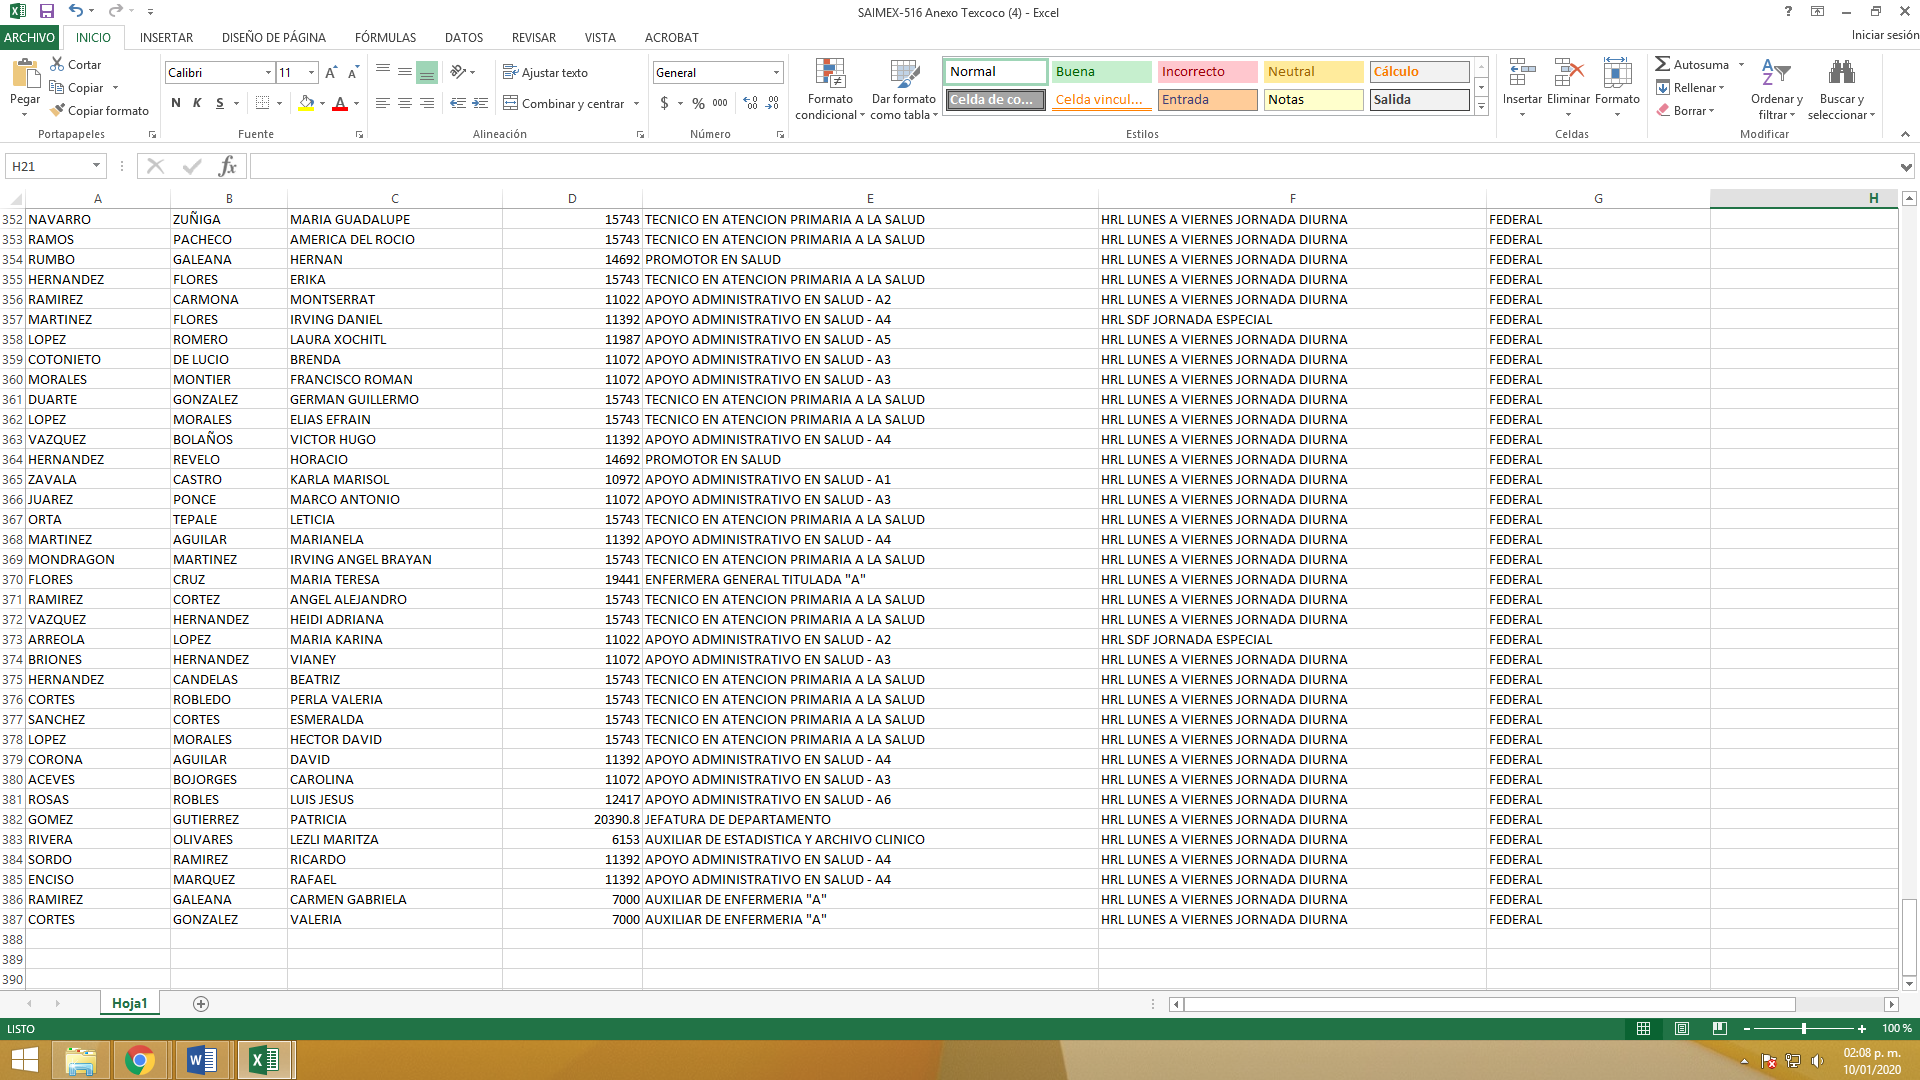 SAIMEX-516 Anexo Texcoco (4) - Excel
ARCHIVO INICIO INSERTAR DISEÑO DE PÁGINA FÓRMULAS DATOS REVISAR VISTA ACROBAT Iniciar sesión
Pegar Cortar Copiar Copiar formato Portapapeles
Calibri 11 N K S Fuente
Ajustar texto Combinar y centrar Alineación
General $ % 000 Número
Formato condicional Dar formato como tabla
Normal Buena Incorrecto Neutral Cálculo
Celda de co... Celda vincul... Entrada Notas Salida
Estilos
Insertar Eliminar Formato Celdas
Autosuma Rellenar Borrar Ordenar y filtrar Buscar y seleccionar Modificar
H21 fx
A B C D E F G H
352 NAVARRO ZUÑIGA MARIA GUADALUPE 15743 TECNICO EN ATENCION PRIMARIA A LA SALUD HRL LUNES A VIERNES JORNADA DIURNA FEDERAL
353 RAMOS PACHECO AMERICA DEL ROCIO 15743 TECNICO EN ATENCION PRIMARIA A LA SALUD HRL LUNES A VIERNES JORNADA DIURNA FEDERAL
354 RUMBO GALEANA HERNAN 14692 PROMOTOR EN SALUD HRL LUNES A VIERNES JORNADA DIURNA FEDERAL
355 HERNANDEZ FLORES ERIKA 15743 TECNICO EN ATENCION PRIMARIA A LA SALUD HRL LUNES A VIERNES JORNADA DIURNA FEDERAL
356 RAMIREZ CARMONA MONTSERRAT 11022 APOYO ADMINISTRATIVO EN SALUD - A2 HRL LUNES A VIERNES JORNADA DIURNA FEDERAL
357 MARTINEZ FLORES IRVING DANIEL 11392 APOYO ADMINISTRATIVO EN SALUD - A4 HRL SDF JORNADA ESPECIAL FEDERAL
358 LOPEZ ROMERO LAURA XOCHITL 11987 APOYO ADMINISTRATIVO EN SALUD - A5 HRL LUNES A VIERNES JORNADA DIURNA FEDERAL
359 COTONIETO DE LUCIO BRENDA 11072 APOYO ADMINISTRATIVO EN SALUD - A3 HRL LUNES A VIERNES JORNADA DIURNA FEDERAL
360 MORALES MONTIER FRANCISCO ROMAN 11072 APOYO ADMINISTRATIVO EN SALUD - A3 HRL LUNES A VIERNES JORNADA DIURNA FEDERAL
361 DUARTE GONZALEZ GERMAN GUILLERMO 15743 TECNICO EN ATENCION PRIMARIA A LA SALUD HRL LUNES A VIERNES JORNADA DIURNA FEDERAL
362 LOPEZ MORALES ELIAS EFRAIN 15743 TECNICO EN ATENCION PRIMARIA A LA SALUD HRL LUNES A VIERNES JORNADA DIURNA FEDERAL
363 VAZQUEZ BOLAÑOS VICTOR HUGO 11392 APOYO ADMINISTRATIVO EN SALUD - A4 HRL LUNES A VIERNES JORNADA DIURNA FEDERAL
364 HERNANDEZ REVELO HORACIO 14692 PROMOTOR EN SALUD HRL LUNES A VIERNES JORNADA DIURNA FEDERAL
365 ZAVALA CASTRO KARLA MARISOL 10972 APOYO ADMINISTRATIVO EN SALUD - A1 HRL LUNES A VIERNES JORNADA DIURNA FEDERAL
366 JUAREZ PONCE MARCO ANTONIO 11072 APOYO ADMINISTRATIVO EN SALUD - A3 HRL LUNES A VIERNES JORNADA DIURNA FEDERAL
367 ORTA TEPALE LETICIA 15743 TECNICO EN ATENCION PRIMARIA A LA SALUD HRL LUNES A VIERNES JORNADA DIURNA FEDERAL
368 MARTINEZ AGUILAR MARIANELA 11392 APOYO ADMINISTRATIVO EN SALUD - A4 HRL LUNES A VIERNES JORNADA DIURNA FEDERAL
369 MONDRAGON MARTINEZ IRVING ANGEL BRAYAN 15743 TECNICO EN ATENCION PRIMARIA A LA SALUD HRL LUNES A VIERNES JORNADA DIURNA FEDERAL
370 FLORES CRUZ MARIA TERESA 19441 ENFERMERA GENERAL TITULADA "A" HRL LUNES A VIERNES JORNADA DIURNA FEDERAL
371 RAMIREZ CORTEZ ANGEL ALEJANDRO 15743 TECNICO EN ATENCION PRIMARIA A LA SALUD HRL LUNES A VIERNES JORNADA DIURNA FEDERAL
372 VAZQUEZ HERNANDEZ HEIDI ADRIANA 15743 TECNICO EN ATENCION PRIMARIA A LA SALUD HRL LUNES A VIERNES JORNADA DIURNA FEDERAL
373 ARREOLA LOPEZ MARIA KARINA 11022 APOYO ADMINISTRATIVO EN SALUD - A2 HRL SDF JORNADA ESPECIAL FEDERAL
374 BRIONES HERNANDEZ VIANEY 11072 APOYO ADMINISTRATIVO EN SALUD - A3 HRL LUNES A VIERNES JORNADA DIURNA FEDERAL
375 HERNANDEZ CANDELAS BEATRIZ 15743 TECNICO EN ATENCION PRIMARIA A LA SALUD HRL LUNES A VIERNES JORNADA DIURNA FEDERAL
376 CORTES ROBLEDO PERLA VALERIA 15743 TECNICO EN ATENCION PRIMARIA A LA SALUD HRL LUNES A VIERNES JORNADA DIURNA FEDERAL
377 SANCHEZ CORTES ESMERALDA 15743 TECNICO EN ATENCION PRIMARIA A LA SALUD HRL LUNES A VIERNES JORNADA DIURNA FEDERAL
378 LOPEZ MORALES HECTOR DAVID 15743 TECNICO EN ATENCION PRIMARIA A LA SALUD HRL LUNES A VIERNES JORNADA DIURNA FEDERAL
379 CORONA AGUILAR DAVID 11392 APOYO ADMINISTRATIVO EN SALUD - A4 HRL LUNES A VIERNES JORNADA DIURNA FEDERAL
380 ACEVES BOJORGES CAROLINA 11072 APOYO ADMINISTRATIVO EN SALUD - A3 HRL LUNES A VIERNES JORNADA DIURNA FEDERAL
381 ROSAS ROBLES LUIS JESUS 12417 APOYO ADMINISTRATIVO EN SALUD - A6 HRL LUNES A VIERNES JORNADA DIURNA FEDERAL
382 GOMEZ GUTIERREZ PATRICIA 20390.8 JEFATURA DE DEPARTAMENTO HRL LUNES A VIERNES JORNADA DIURNA FEDERAL
383 RIVERA OLIVARES LEZLI MARITZA 6153 AUXILIAR DE ESTADISTICA Y ARCHIVO CLINICO HRL LUNES A VIERNES JORNADA DIURNA FEDERAL
384 SORDO RAMIREZ RICARDO 11392 APOYO ADMINISTRATIVO EN SALUD - A4 HRL LUNES A VIERNES JORNADA DIURNA FEDERAL
385 ENCISO MARQUEZ RAFAEL 11392 APOYO ADMINISTRATIVO EN SALUD - A4 HRL LUNES A VIERNES JORNADA DIURNA FEDERAL
386 RAMIREZ GALEANA CARMEN GABRIELA 7000 AUXILIAR DE ENFERMERIA "A" HRL LUNES A VIERNES JORNADA DIURNA FEDERAL
387 CORTES GONZALEZ VALERIA 7000 AUXILIAR DE ENFERMERIA "A" HRL LUNES A VIERNES JORNADA DIURNA FEDERAL
388
389
390
Hoja1
LISTO 100 %
02:08 p. m.
10/01/2020